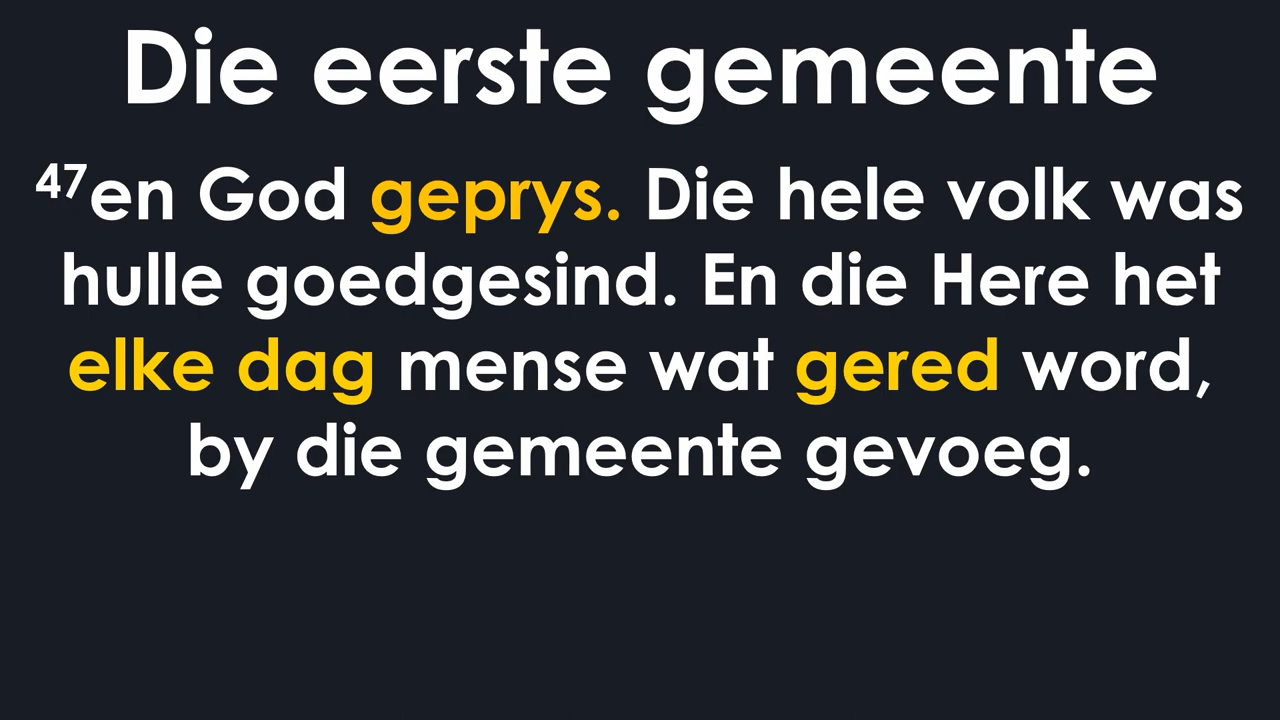 Die eerste gemeente
47en God geprys. Die hele volk was
hulle goedgesind. En die Here het
elke dag mense wat gered word,
by die gemeente gevoeg.